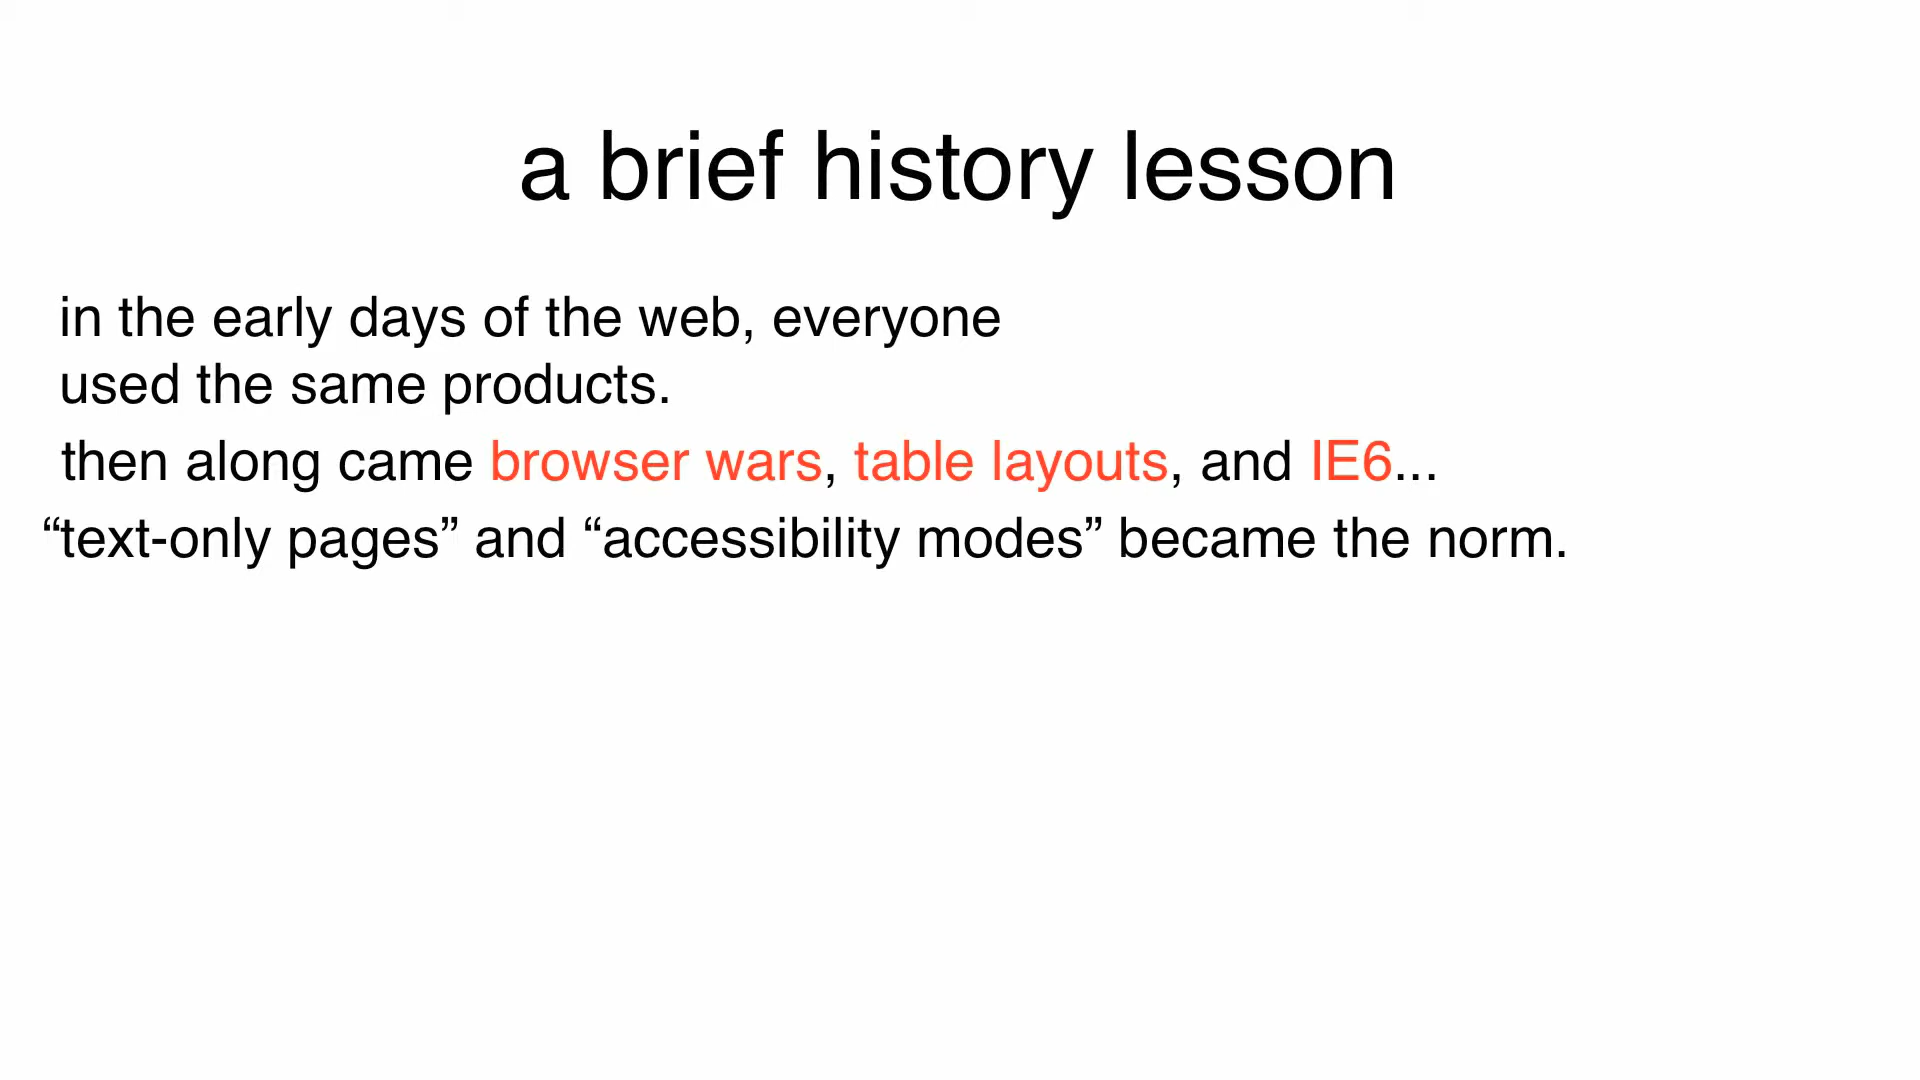 a brief history lesson
in the early days of the web, everyone
used the same products.
then along came browser wars, table layouts, and IE6...
“text-only pages” and “accessibility modes” became the norm.